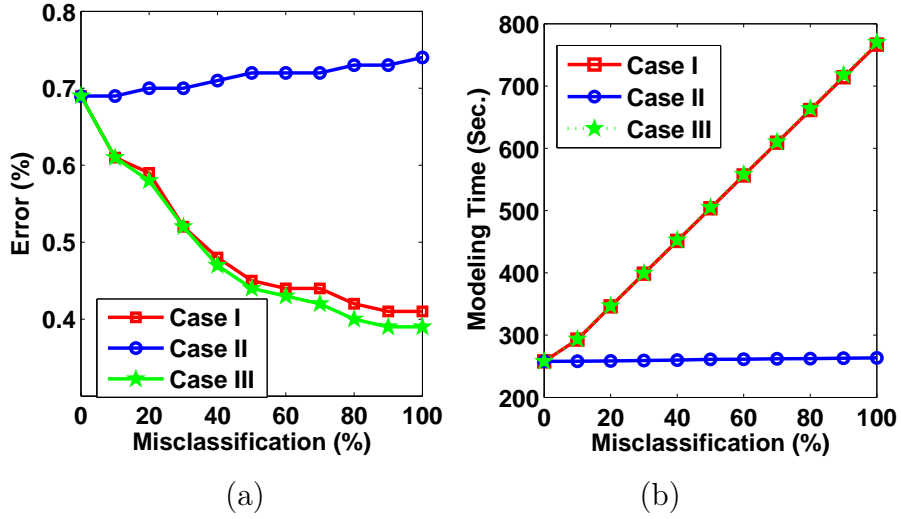 0.8
0.7
0.6
0.5
0.4
Error (%)
Case I
Case II
Case III
0 20 40 60 80 100
Misclassification (%)
(a)
800
700
600
500
400
300
200
Modeling Time (Sec.)
Case I
Case II
Case III
0 20 40 60 80 100
Misclassification (%)
(b)